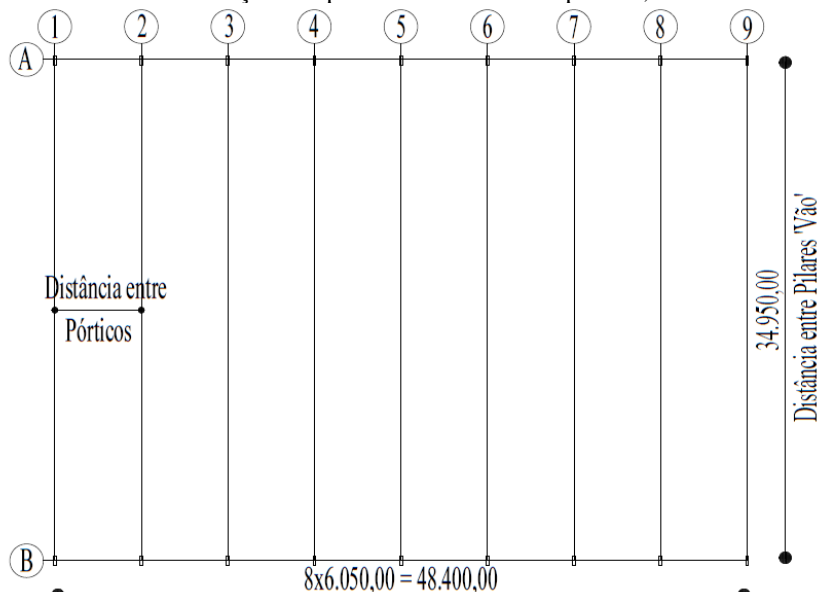 1 2 3 4 5 6 7 8 9
A
Distância entre
Pórticos
34.950,00
Distância entre Pilares 'Vão'
B
8x6.050,00 = 48.400,00